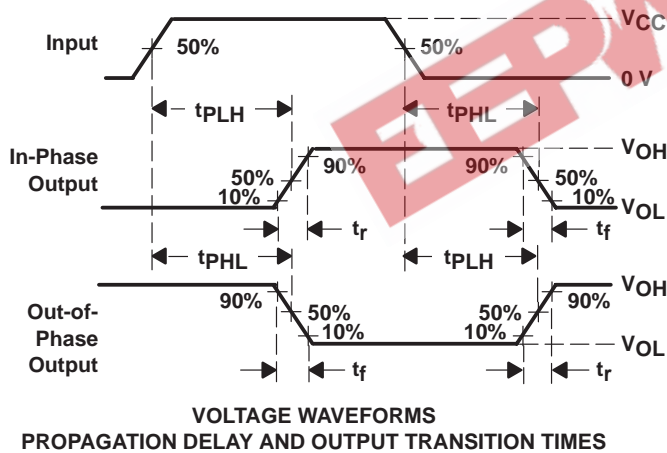 Input
50%
50%
VCC
0 V
tPLH
tPHL
In-Phase
Output
50%
10%
90%
90%
50%
10%
VOH
VOL
tr
tf
tPHL
tPLH
Out-of-
Phase
Output
90%
50%
10%
50%
10%
90%
VOH
VOL
tf
tr
VOLTAGE WAVEFORMS
PROPAGATION DELAY AND OUTPUT TRANSITION TIMES